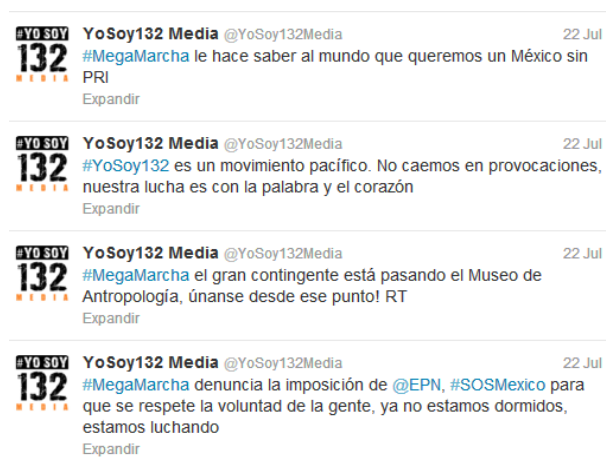 #YO SOY
132
MEDIA
YoSoy132 Media @YoSoy132Media 22 Jul
#MegaMarcha le hace saber al mundo que queremos un México sin
PRI
Expandir
#YO SOY
132
MEDIA
YoSoy132 Media @YoSoy132Media 22 Jul
#YoSoy132 es un movimiento pacífico. No caemos en provocaciones,
nuestra lucha es con la palabra y el corazón
Expandir
#YO SOY
132
MEDIA
YoSoy132 Media @YoSoy132Media 22 Jul
#MegaMarcha el gran contingente está pasando el Museo de
Antropología, únanse desde ese punto! RT
Expandir
#YO SOY
132
MEDIA
YoSoy132 Media @YoSoy132Media 22 Jul
#MegaMarcha denuncia la imposición de @EPN, #SOSMexico para
que se respete la voluntad de la gente, ya no estamos dormidos,
estamos luchando
Expandir